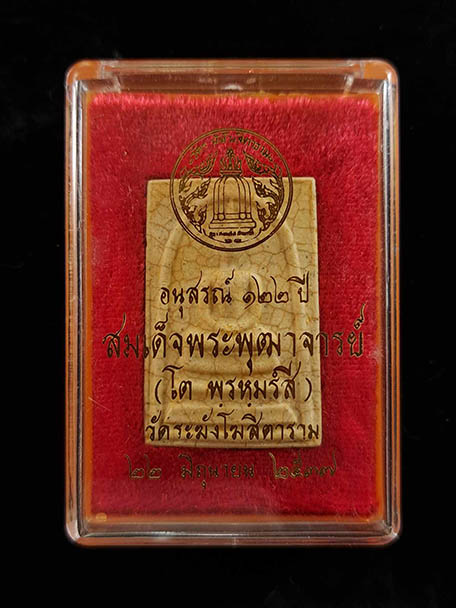 อนุสรณ์ ๑๒๒ ปี
สมเด็จพระพุฒาจารย์
(โต พรหฺมรํสี)
วัดระฆังโฆสิตาราม
๒๒ มิถุนายน ๒๕๓๗